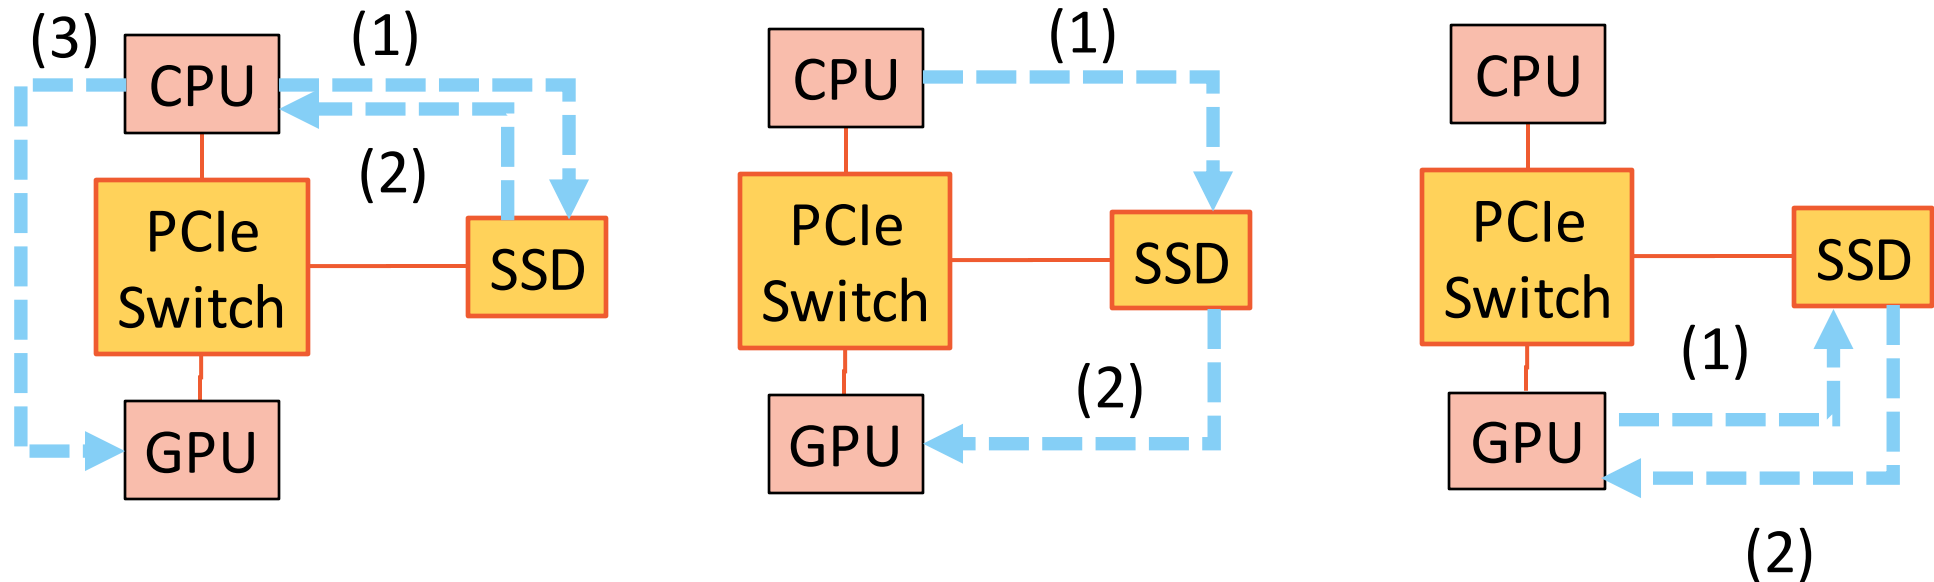 (3)
(1)
CPU
(2)
PCIe
Switch
SSD
GPU
(1)
CPU
PCIe
Switch
SSD
(2)
GPU
CPU
PCIe
Switch
SSD
(1)
GPU
(2)